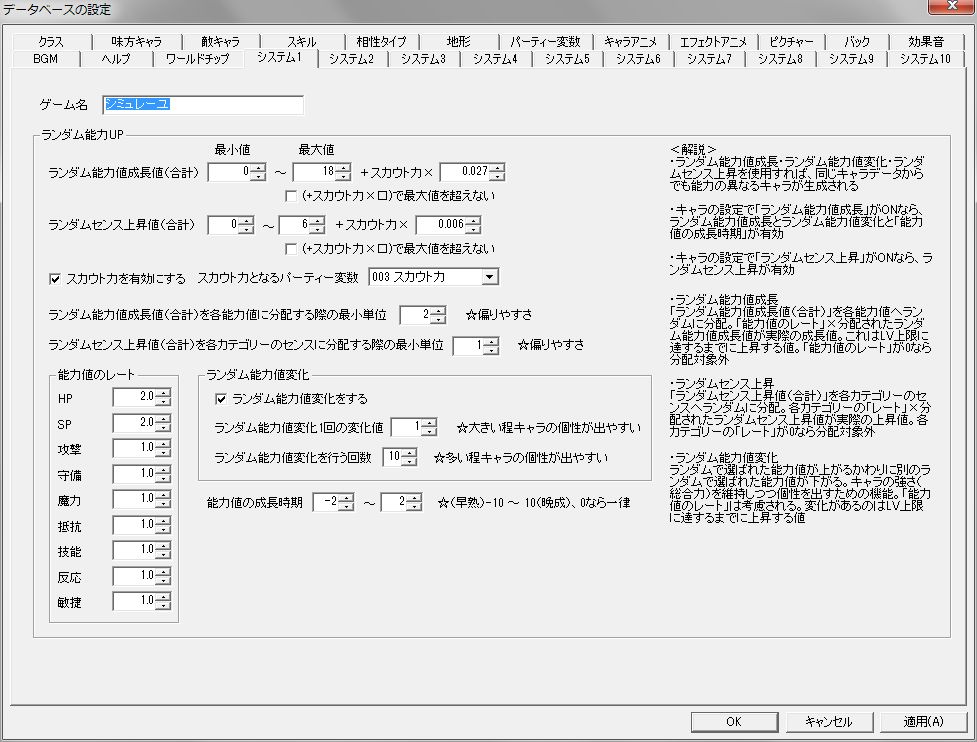 データベースの設定
クラス 味方キャラ 敵キャラ スキル 相性タイプ 地形 パーティー変数 キャラアニメ エフェクトアニメ ピクチャー バック 効果音
BGM ヘルプ ワールドチップ システム1 システム2 システム3 システム4 システム5 システム6 システム7 システム8 システム9 システム10
ゲーム名 シミュレーユ
ランダム能力UP
最小値 最大値
ランダム能力値成長値(合計) 0 ～ 18 +スカウト力× 0.027
(+スカウト力×ロ)で最大値を超えない
ランダムセンス上昇値(合計) 0 ～ 6 +スカウト力× 0.006
(+スカウト力×ロ)で最大値を超えない
スカウト力を有効にする スカウト力となるパーティー変数 003 スカウト力
ランダム能力値成長値(合計)を各能力値に分配する際の最小単位 2 ☆偏りやすさ
ランダムセンス上昇値(合計)を各カテゴリーのセンスに分配する際の最小単位 1 ☆偏りやすさ
能力値のレート
HP 2.0
SP 2.0
攻撃 1.0
守備 1.0
魔力 1.0
抵抗 1.0
技能 1.0
反応 1.0
敏捷 1.0
ランダム能力値変化
ランダム能力値変化をする
ランダム能力値変化1回の変化値 1 ☆大きい程キャラの個性が出やすい
ランダム能力値変化を行う回数 10 ☆多い程キャラの個性が出やすい
能力値の成長時期 -2 ～ 2 ☆(早熟)-10 ～ 10(晩成)、0なら一律
＜解説＞
・ランダム能力値成長・ランダム能力値変化・ランダ
ムセンス上昇を使用すれば、同じキャラデータから
でも能力の異なるキャラが生成される
・キャラの設定で「ランダム能力値成長」がONなら、
ランダム能力値成長とランダム能力値変化と「能力
値の成長時期」が有効
・キャラの設定で「ランダムセンス上昇」がONなら、ラ
ンダムセンス上昇が有効
・ランダム能力値成長
「ランダム能力値成長値(合計)」を各能力値へラン
ダムに分配。「能力値のレート」×分配されたランダ
ム能力値成長値が実際の成長値。これはLV上限に
達するまでに上昇する値。「能力値のレート」が0なら
分配対象外
・ランダムセンス上昇
「ランダムセンス上昇値(合計)」を各カテゴリーのセ
ンスへランダムに分配。各カテゴリーの「レート」×分
配されたランダムセンス上昇値が実際の上昇値。各
カテゴリーの「レート」が0なら分配対象外
・ランダム能力値変化
ランダムで選ばれた能力値が上がるかわりに別のラ
ンダムで選ばれた能力値が下がる。キャラの強さ(
総合力)を維持しつつ個性を出すための機能。「能力
値のレート」は考慮される。変化があるのはLV上限
に達するまでに上昇する値
OK キャンセル 適用(A)